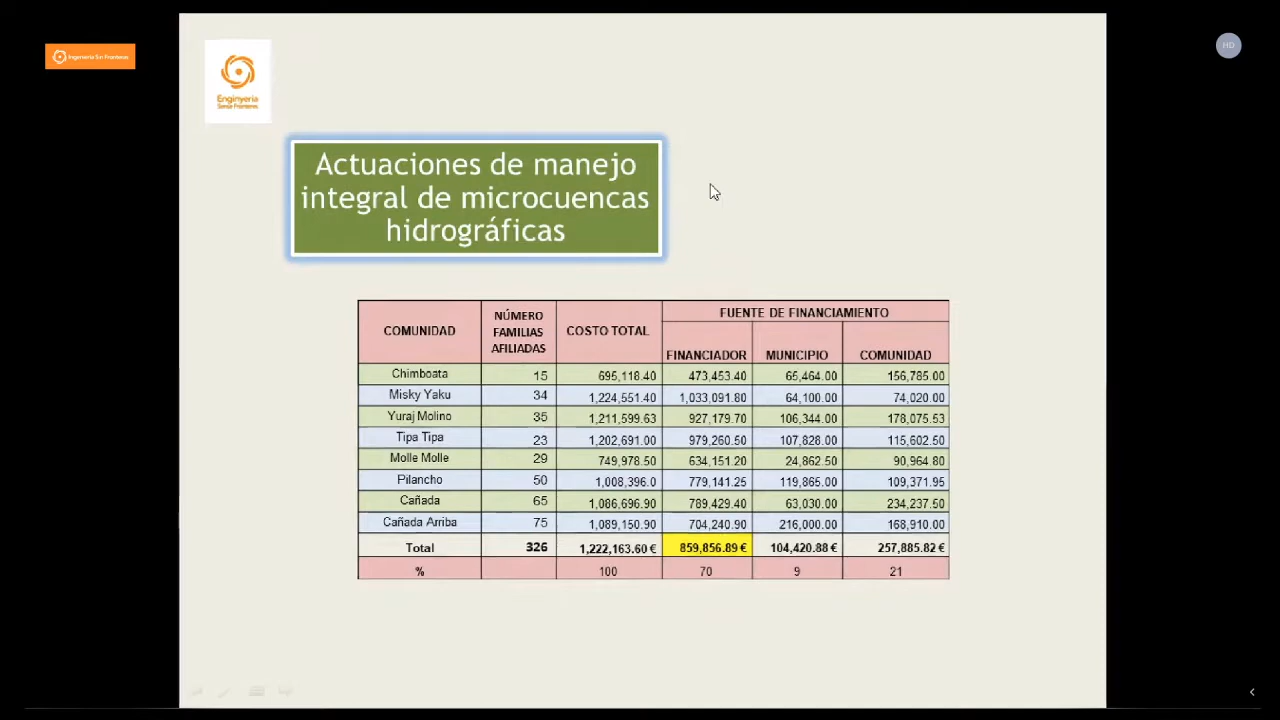 Ingeniería Sin Fronteras
HD
Enginyeria
Sense Fronteres
Actuaciones de manejo
integral de microcuencas
hidrográficas
COMUNIDAD NÚMERO FAMILIAS AFILIADAS COSTO TOTAL FUENTE DE FINANCIAMIENTO
FINANCIADOR MUNICIPIO COMUNIDAD
Chimboata 15 695,118.40 473,453.40 65,464.00 156,785.00
Misky Yaku 34 1,224,551.40 1,033,091.80 64,100.00 74,020.00
Yuraj Molino 35 1,211,599.63 927,179.70 106,344.00 178,075.53
Tipa Tipa 23 1,202,691.00 979,260.50 107,828.00 115,602.50
Molle Molle 29 749,978.50 634,151.20 24,862.50 90,964.80
Pilancho 50 1,008,396.0 779,141.25 119,865.00 109,371.95
Cañada 65 1,086,696.90 789,429.40 63,030.00 234,237.50
Cañada Arriba 75 1,089,150.90 704,240.90 216,000.00 168,910.00
Total 326 1,222,163.60 € 859,856.89 € 104,420.88 € 257,885.82 €
% 100 70 9 21